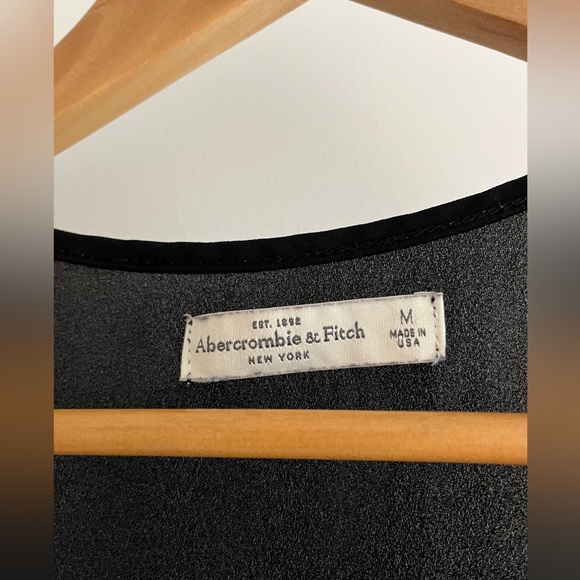 EST. 1892
Abercrombie & Fitch
NEW YORK
M
MADE IN
USA